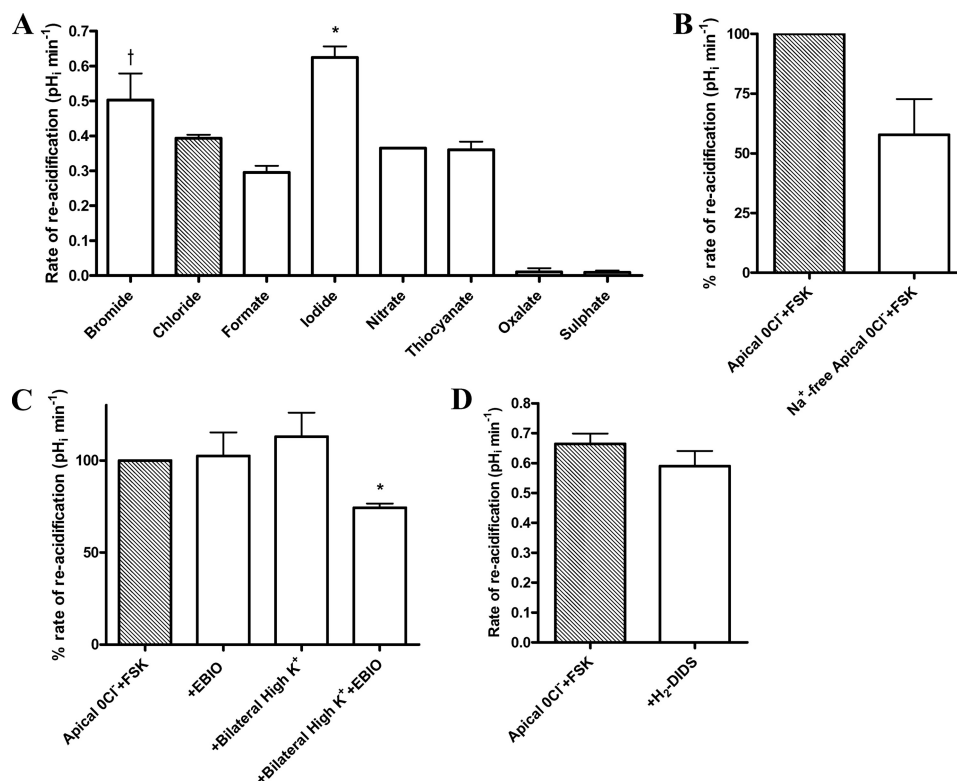 A
Rate of re-acidification (pHi min-1)
0.7
0.6
0.5
0.4
0.3
0.2
0.1
0.0
†
*
Bromide
Chloride
Formate
Iodide
Nitrate
Thiocyanate
Oxalate
Sulphate
B
% rate of re-acidification (pHi min-1)
100
75
50
25
0
Apical 0Cl-+FSK
Na+-free Apical 0Cl-+FSK
C
% rate of re-acidification (pHi min-1)
100
50
0
*
Apical 0Cl-+FSK
+EBIO
+Bilateral High K+
+Bilateral High K++EBIO
D
Rate of re-acidification (pHi min-1)
0.8
0.7
0.6
0.5
0.4
0.3
0.2
0.1
0.0
Apical 0Cl-+FSK
+H2-DIDS